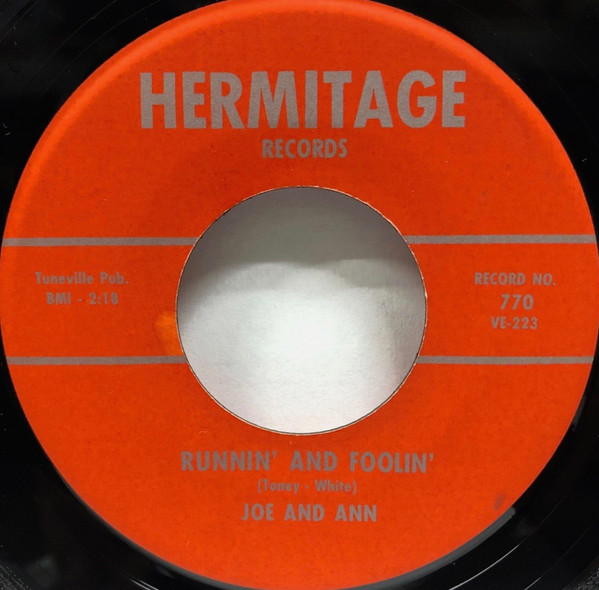 HERMITAGE
RECORDS
Tuneville Pub.
BMI - 2:18
RECORD NO.
770
VE-223
RUNNIN' AND FOOLIN'
(Toney - White)
JOE AND ANN